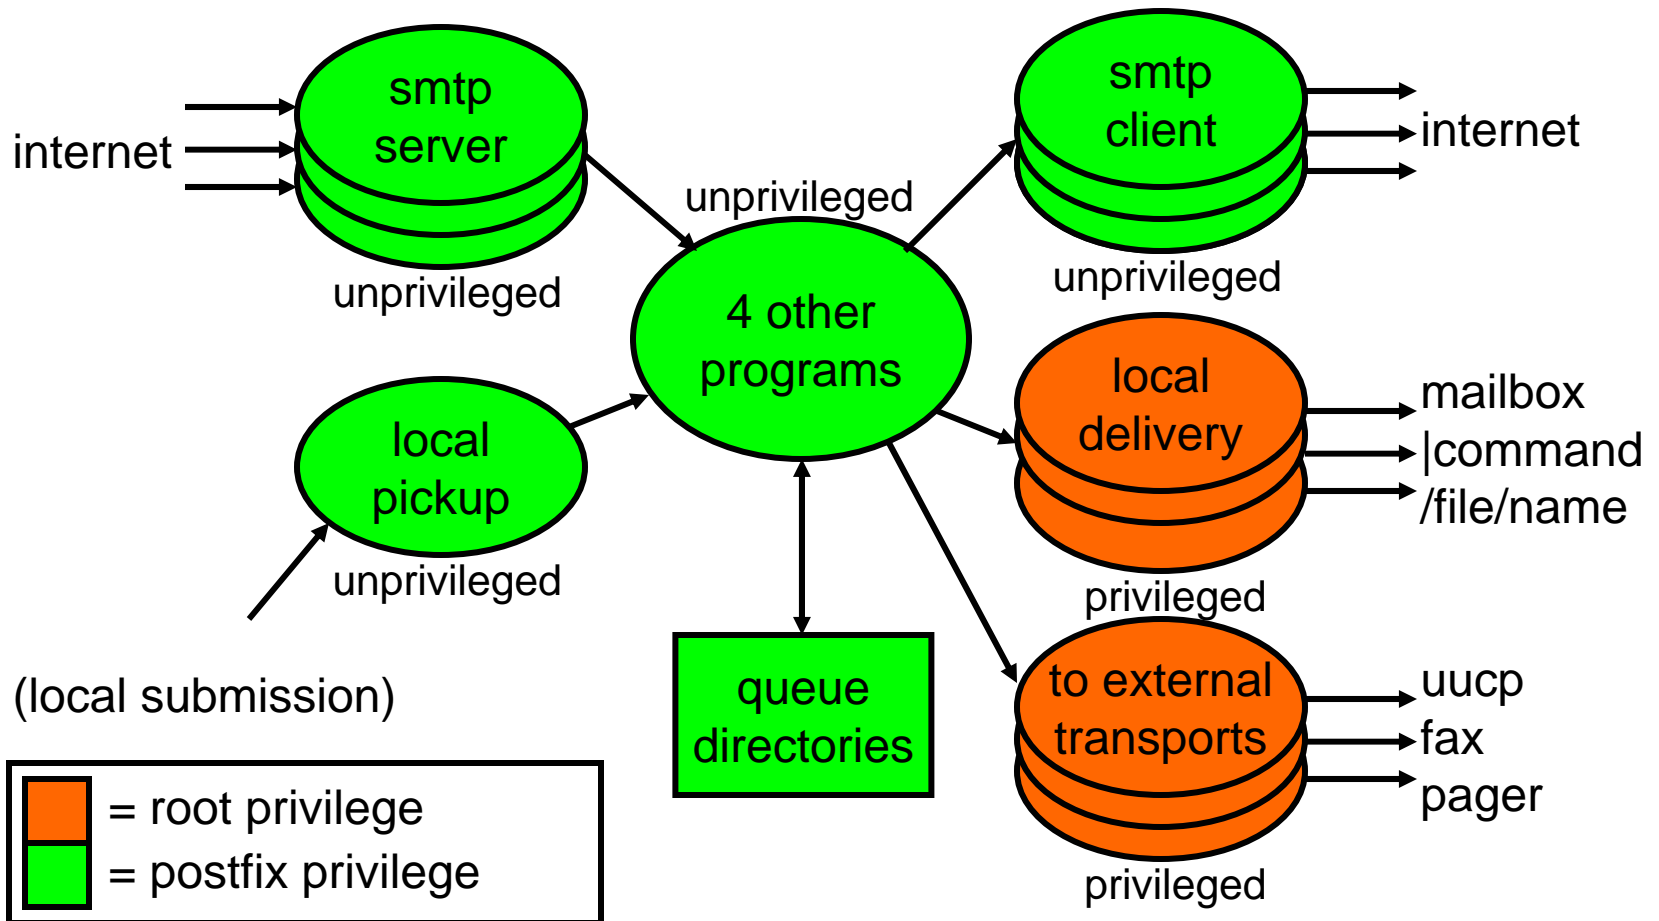 smtp
server
internet
unprivileged
local
pickup
unprivileged
(local submission)
unprivileged
4 other
programs
queue
directories
smtp
client
internet
unprivileged
local
delivery
mailbox
|command
/file/name
privileged
to external
transports
uucp
fax
pager
privileged
= root privilege
= postfix privilege